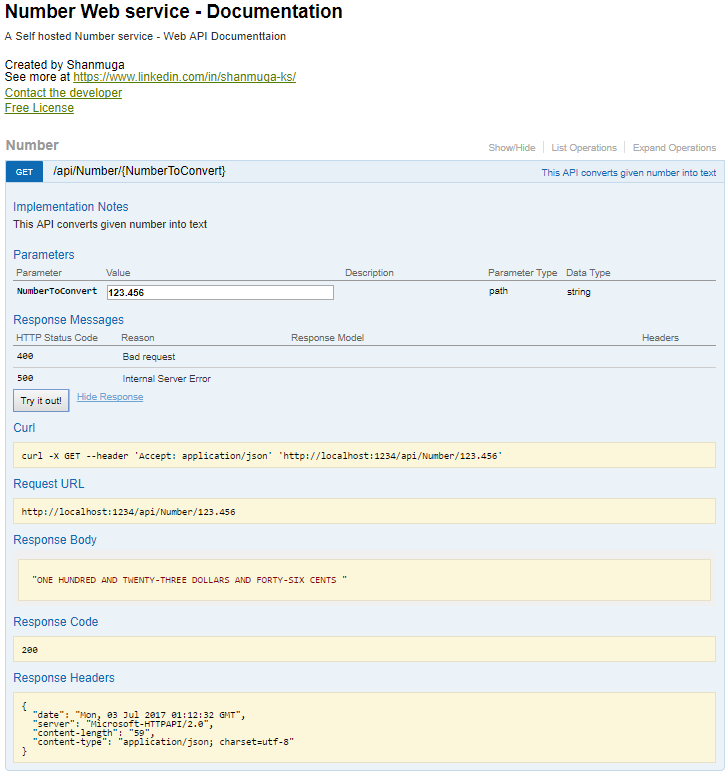 Number Web service - Documentation
A Self hosted Number service - Web API Documenttaion
Created by Shanmuga
See more at https://www.linkedin.com/in/shanmuga-ks/
Contact the developer
Free License
Number
Show/Hide List Operations Expand Operations
GET /api/Number/{NumberToConvert} This API converts given number into text
Implementation Notes
This API converts given number into text
Parameters
Parameter Value Description Parameter Type Data Type
NumberToConvert 123.456 path string
Response Messages
HTTP Status Code Reason Response Model Headers
400 Bad request
500 Internal Server Error
Try it out! Hide Response
Curl
curl -X GET --header 'Accept: application/json' 'http://localhost:1234/api/Number/123.456'
Request URL
http://localhost:1234/api/Number/123.456
Response Body
"ONE HUNDRED AND TWENTY-THREE DOLLARS AND FORTY-SIX CENTS "
Response Code
200
Response Headers
{
"date": "Mon, 03 Jul 2017 01:12:32 GMT",
"server": "Microsoft-HTTPAPI/2.0",
"content-length": "59",
"content-type": "application/json; charset=utf-8"
}